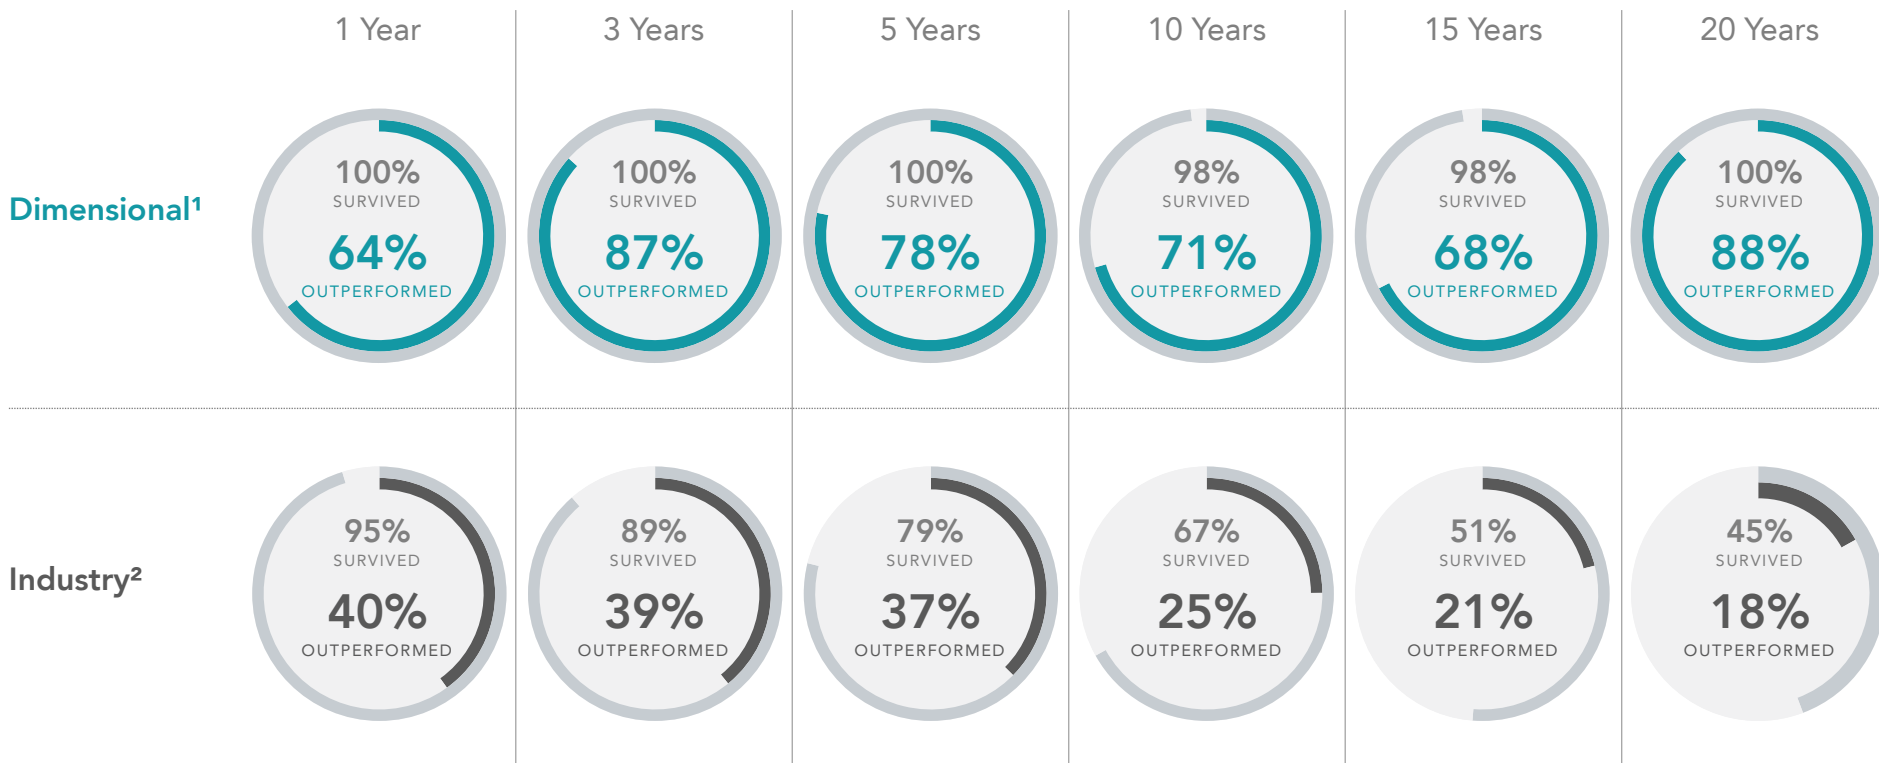 1 Year
3 Years
5 Years
10 Years
15 Years
20 Years
Dimensional¹
100%
SURVIVED
64%
OUTPERFORMED
100%
SURVIVED
87%
OUTPERFORMED
100%
SURVIVED
78%
OUTPERFORMED
98%
SURVIVED
71%
OUTPERFORMED
98%
SURVIVED
68%
OUTPERFORMED
100%
SURVIVED
88%
OUTPERFORMED
Industry²
95%
SURVIVED
40%
OUTPERFORMED
89%
SURVIVED
39%
OUTPERFORMED
79%
SURVIVED
37%
OUTPERFORMED
67%
SURVIVED
25%
OUTPERFORMED
51%
SURVIVED
21%
OUTPERFORMED
45%
SURVIVED
18%
OUTPERFORMED